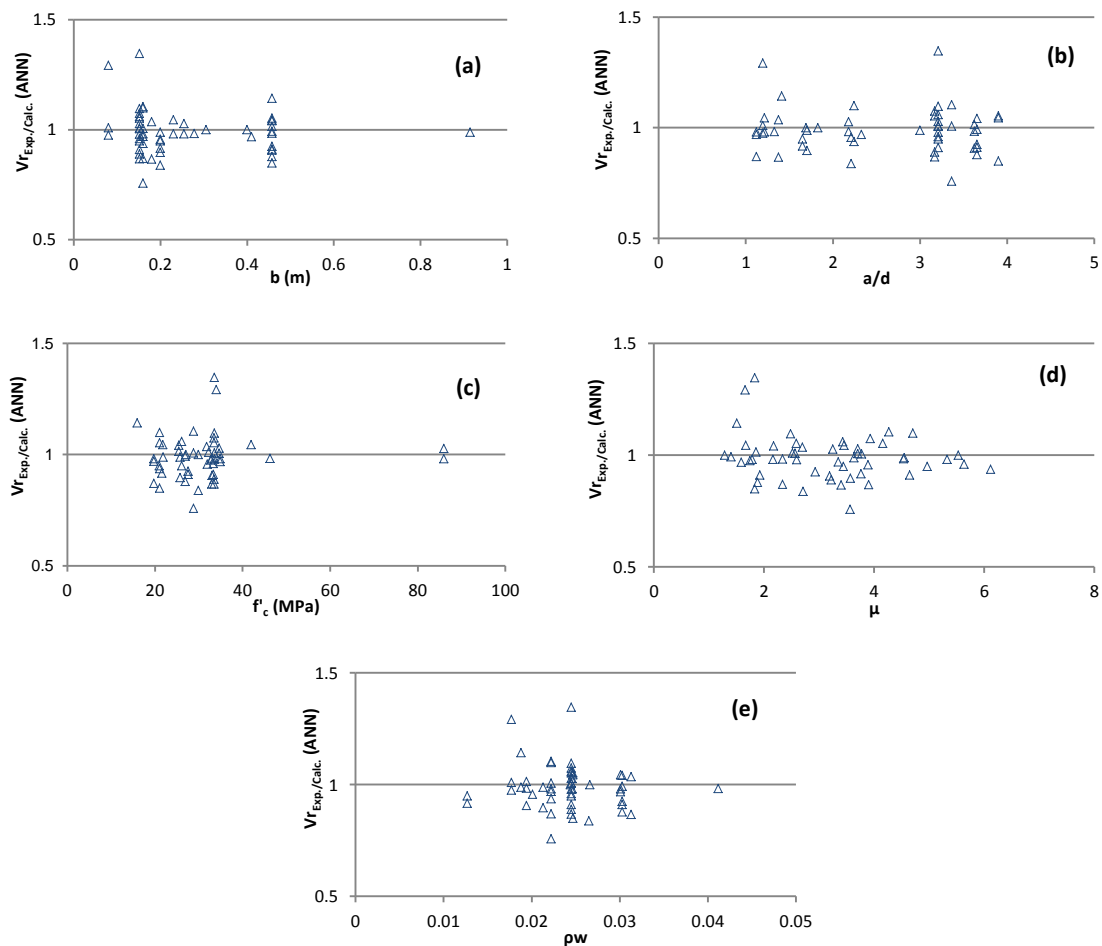 1.5
1
0.5
0 0.2 0.4 0.6 0.8 1
b (m)
Vr Exp./Calc. (ANN)
(a)
1.5
1
0.5
0 1 2 3 4 5
a/d
Vr Exp./Calc. (ANN)
(b)
1.5
1
0.5
0 20 40 60 80 100
f'c (MPa)
Vr Exp./Calc. (ANN)
(c)
1.5
1
0.5
0 2 4 6 8
μ
Vr Exp./Calc. (ANN)
(d)
1.5
1
0.5
0 0.01 0.02 0.03 0.04 0.05
ρw
Vr Exp./Calc. (ANN)
(e)